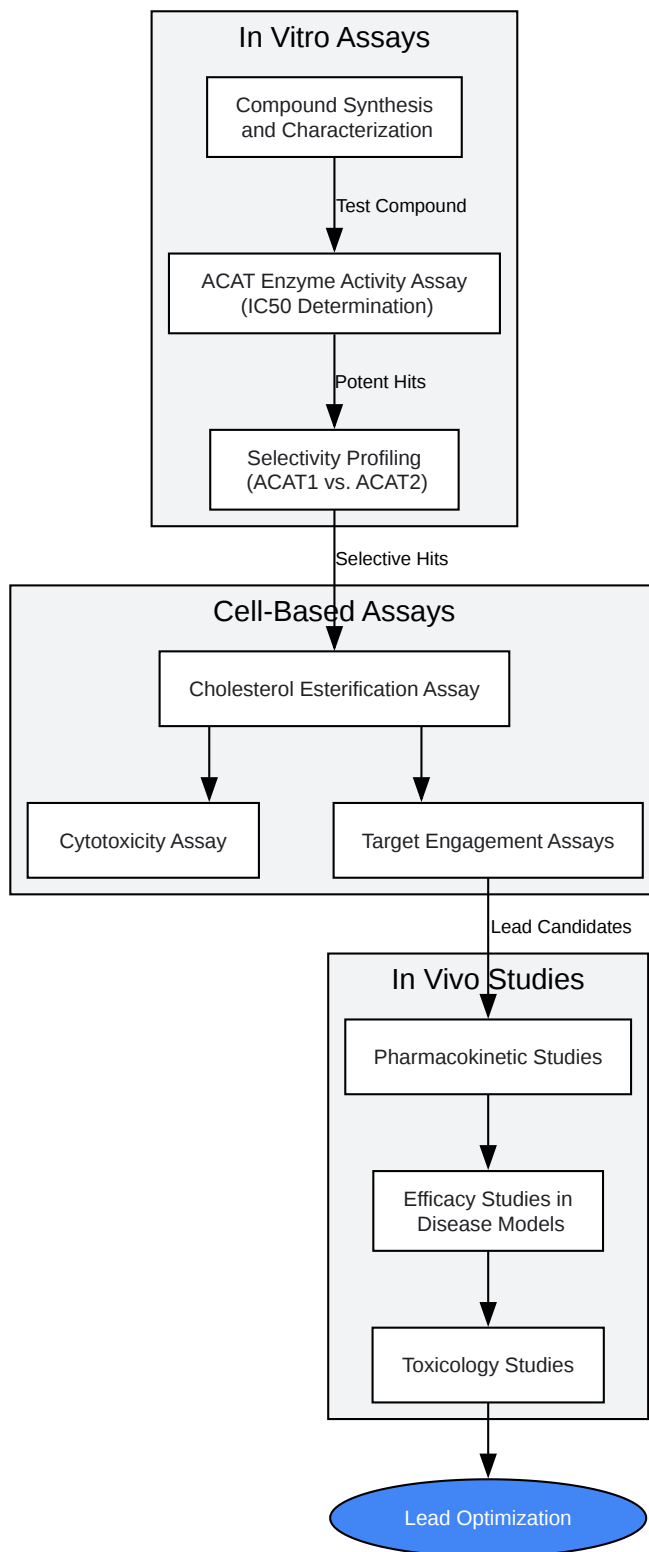 In Vitro Assays
Compound Synthesis
and Characterization
Test Compound
ACAT Enzyme Activity Assay
(IC50 Determination)
Potent Hits
Selectivity Profiling
(ACAT1 vs. ACAT2)
Selective Hits
Cell-Based Assays
Cholesterol Esterification Assay
Cytotoxicity Assay
Target Engagement Assays
Lead Candidates
In Vivo Studies
Pharmacokinetic Studies
Efficacy Studies in
Disease Models
Toxicology Studies
Lead Optimization